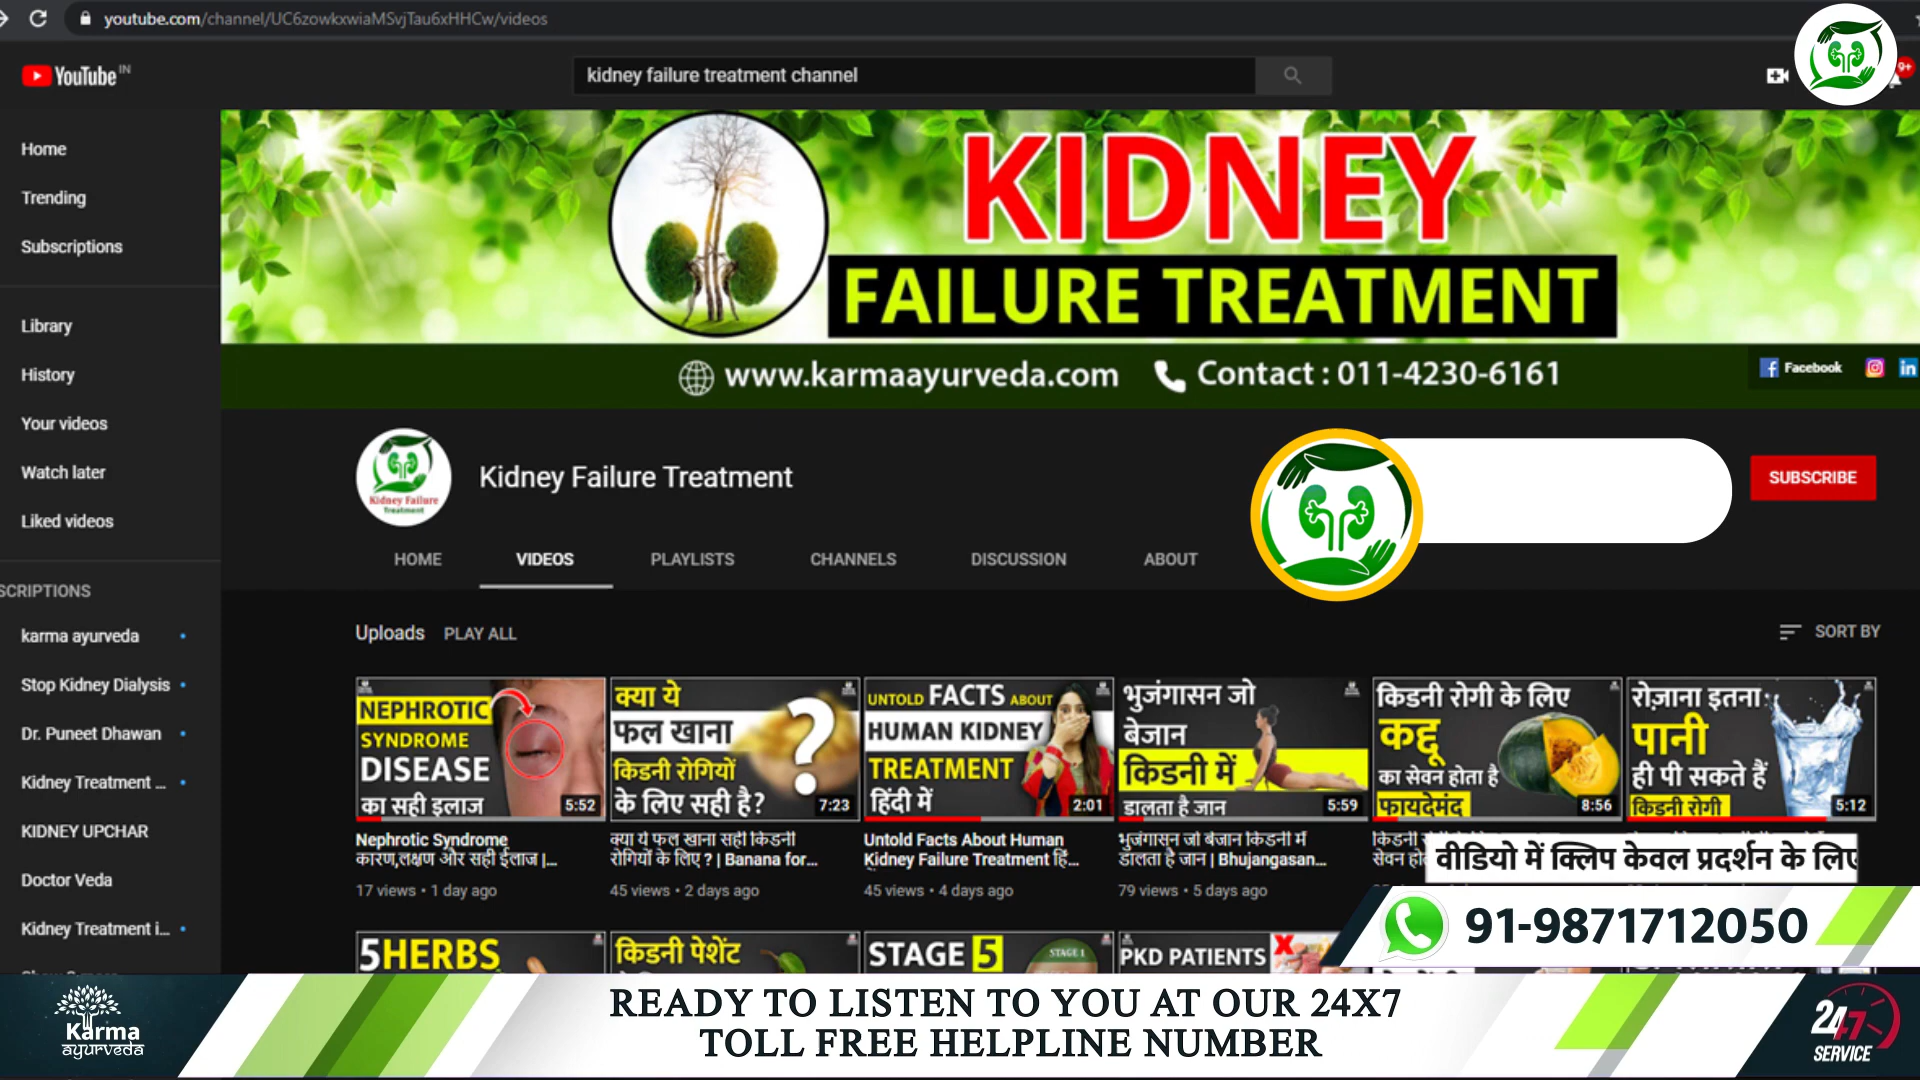 youtube.com/channel/UC6zowkxwiaMSvjTau6xHHCw/videos
YouTube IN
kidney failure treatment channel
9+
Home
Trending
Subscriptions
Library
History
Your videos
Watch later
Liked videos
SCRIPTIONS
karma ayurveda
Stop Kidney Dialysis
Dr. Puneet Dhawan
Kidney Treatment ...
KIDNEY UPCHAR
Doctor Veda
Kidney Treatment i...
KIDNEY
FAILURE TREATMENT
www.karmaayurveda.com Contact : 011-4230-6161
Facebook
Kidney Failure
Treatment
Kidney Failure Treatment
SUBSCRIBE
HOME VIDEOS PLAYLISTS CHANNELS DISCUSSION ABOUT
Uploads PLAY ALL
SORT BY
NEPHROTIC
SYNDROME
DISEASE
का सही इलाज
5:52
Nephrotic Syndrome
कारण,लक्षण और सही ईलाज |...
17 views • 1 day ago
क्या ये
फल खाना
किडनी रोगियों
के लिए सही है?
?
7:23
क्या ये फल खाना सही किडनी
रोगियों के लिए ? | Banana for...
45 views • 2 days ago
UNTOLD FACTS ABOUT
HUMAN KIDNEY
TREATMENT
हिंदी में
2:01
Untold Facts About Human
Kidney Failure Treatment हिं...
45 views • 4 days ago
भुजंगासन जो
बेजान
किडनी में
डालता है जान
5:59
भुजंगासन जो बेजान किडनी में
डालता है जान | Bhujangasan...
79 views • 5 days ago
किडनी रोगी के लिए
कद्दू
का सेवन होता है
फायदेमंद
8:56
रोज़ाना इतना
पानी
ही पी सकते हैं
किडनी रोगी
5:12
वीडियो में क्लिप केवल प्रदर्शन के लिए
91-9871712050
5 HERBS
किडनी पेशेंट
STAGE 5
STAGE 1
PKD PATIENTS
Karma
ayurveda
READY TO LISTEN TO YOU AT OUR 24X7
TOLL FREE HELPLINE NUMBER
24-7
SERVICE